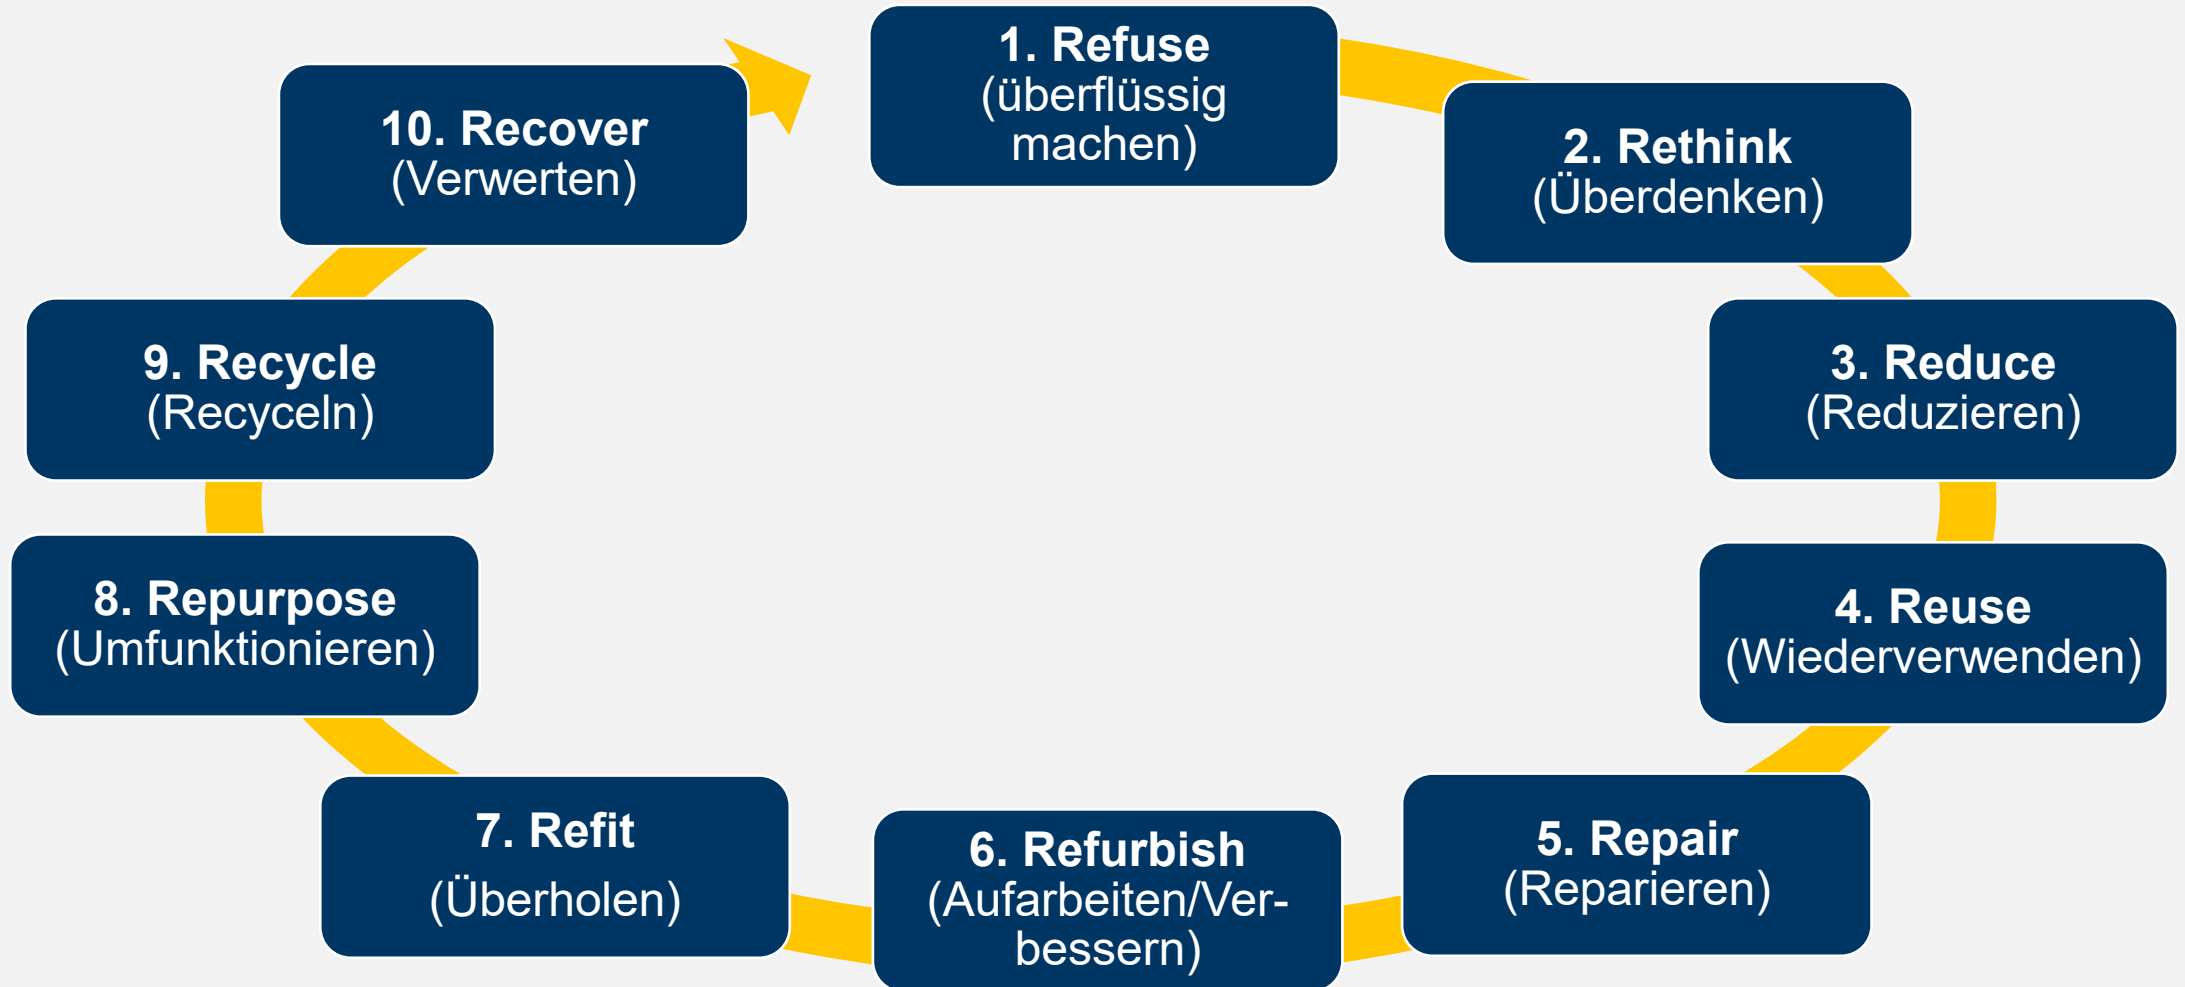 1. Refuse
(überflüssig
machen)
2. Rethink
(Überdenken)
3. Reduce
(Reduzieren)
4. Reuse
(Wiederverwenden)
5. Repair
(Reparieren)
6. Refurbish
(Aufarbeiten/Ver-
bessern)
7. Refit
(Überholen)
8. Repurpose
(Umfunktionieren)
9. Recycle
(Recyceln)
10. Recover
(Verwerten)